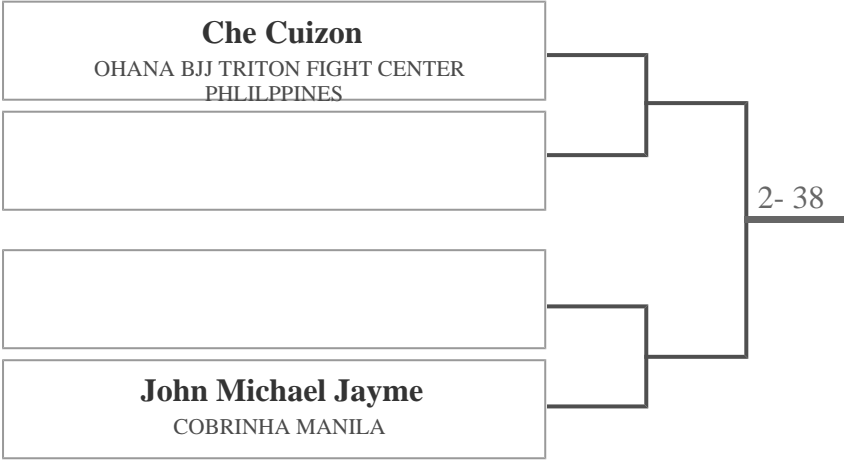 Che Cuizon
OHANA BJJ TRITON FIGHT CENTER
PHLILPPINES
2- 38
John Michael Jayme
COBRINHA MANILA